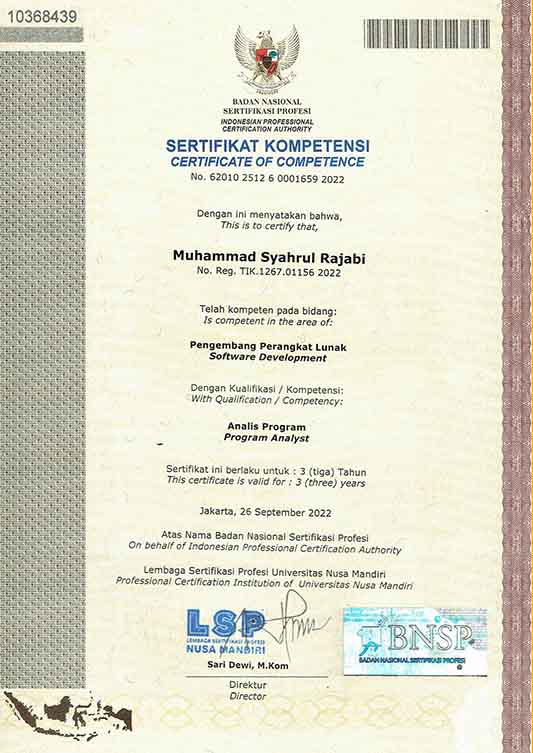 10368439
BADAN NASIONAL
SERTIFIKASI PROFESI
INDONESIAN PROFESSIONAL
CERTIFICATION AUTHORITY
SERTIFIKAT KOMPETENSI
CERTIFICATE OF COMPETENCE
No. 62010 2512 6 0001659 2022
Dengan ini menyatakan bahwa,
This is to certify that,
Muhammad Syahrul Rajabi
No. Reg. TIK.1267.01156 2022
Telah kompeten pada bidang:
Is competent in the area of:
Pengembang Perangkat Lunak
Software Development
Dengan Kualifikasi / Kompetensi:
With Qualification / Competency:
Analis Program
Program Analyst
Sertifikat ini berlaku untuk : 3 (tiga) Tahun
This certificate is valid for : 3 (three) years
Jakarta, 26 September 2022
Atas Nama Badan Nasional Sertifikasi Profesi
On behalf of Indonesian Professional Certification Authority
Lembaga Sertifikasi Profesi Universitas Nusa Mandiri
Professional Certification Institution of Universitas Nusa Mandiri
LSP
LEMBAGA SERTIFIKASI PROFESI
NUSA MANDIRI
BNSP
BADAN NASIONAL SERTIFIKASI PROFESI
Sari Dewi, M.Kom
Direktur
Director